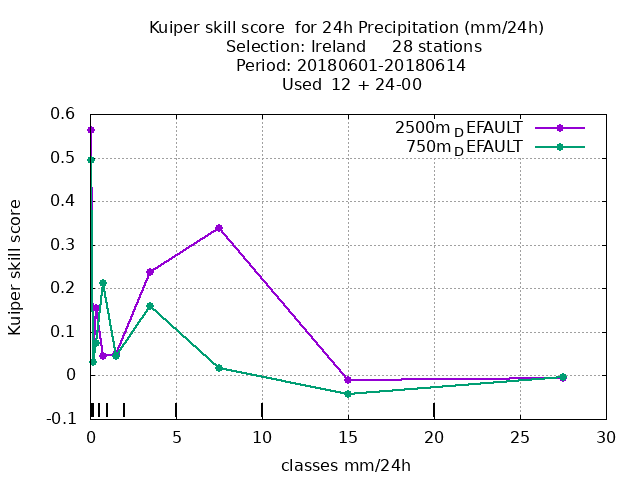 Kuiper skill score  for 24h Precipitation (mm/24h)
Selection: Ireland     28 stations
Period: 20180601-20180614
Used  12 + 24-00
2500m_DEFAULT
750m_DEFAULT
Kuiper skill score
0.6
0.5
0.4
0.3
0.2
0.1
0
-0.1
0 5 10 15 20 25 30
classes mm/24h